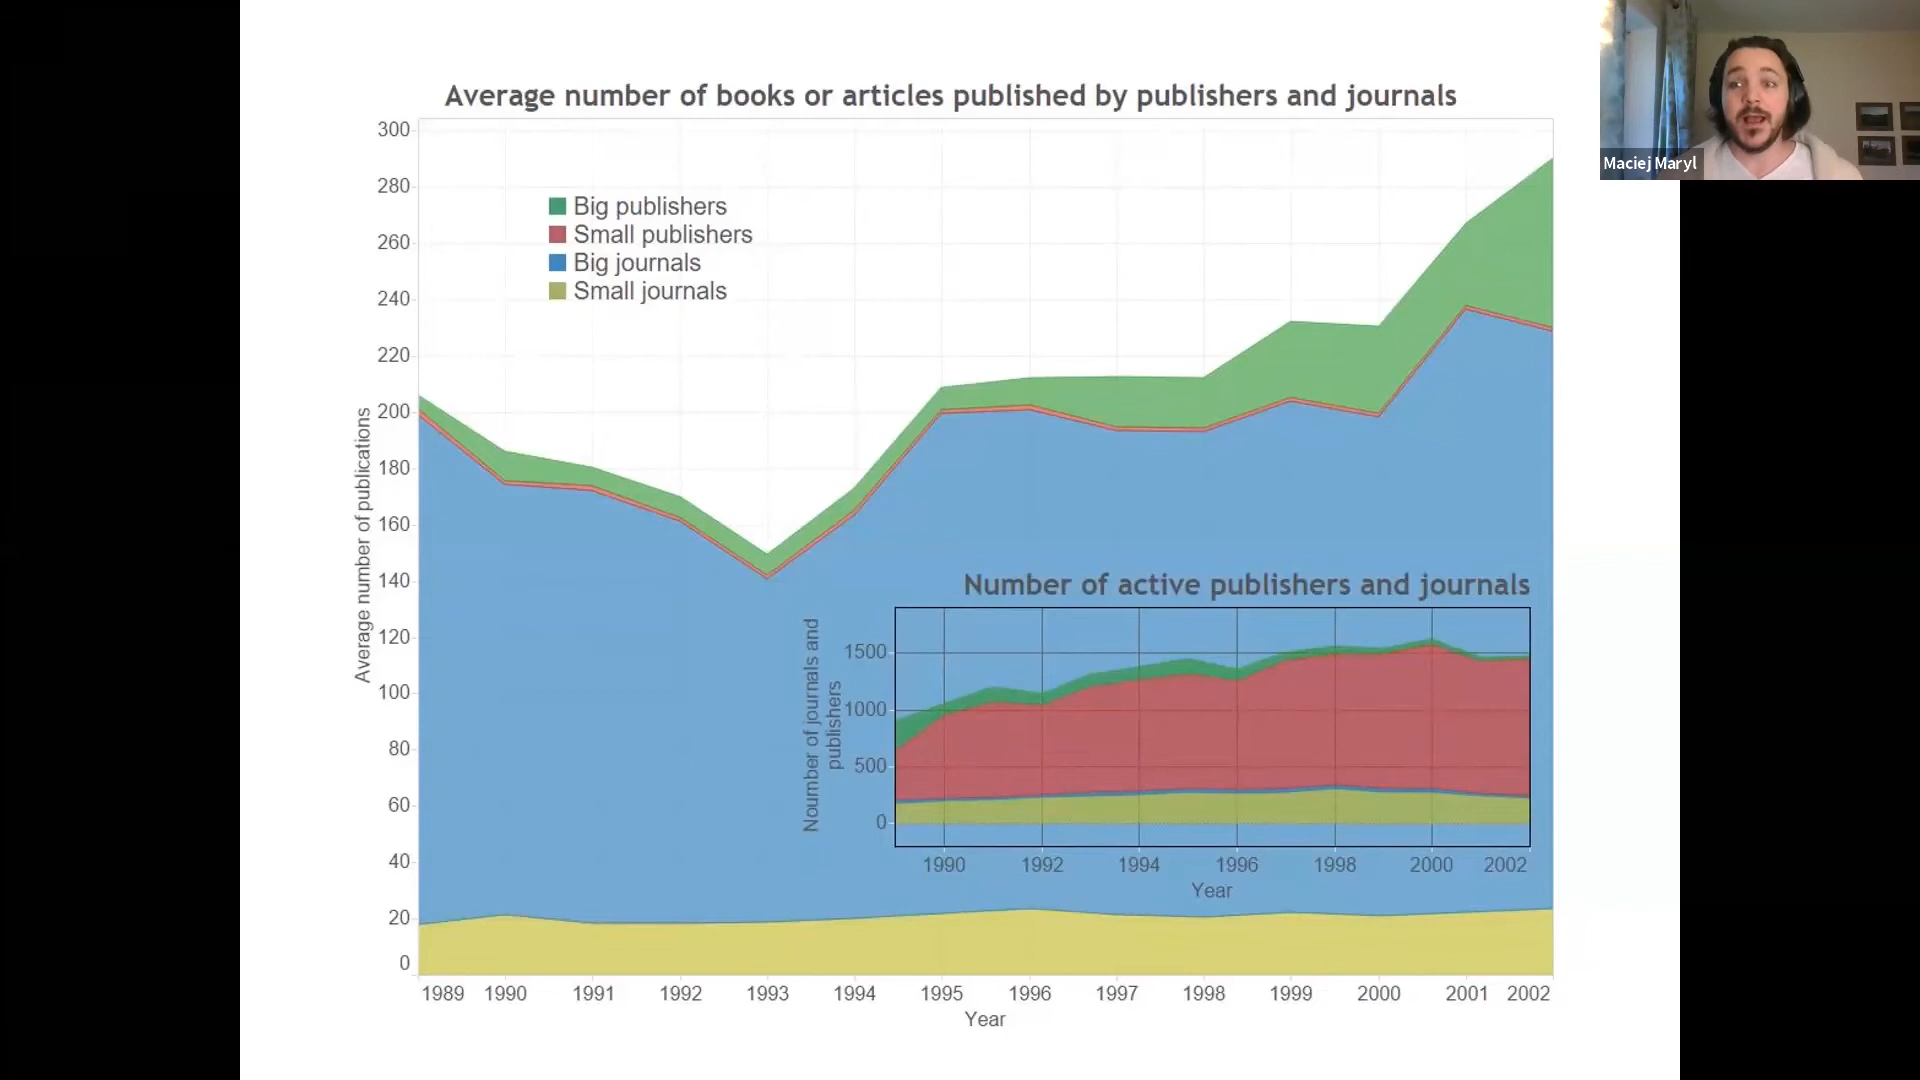 Average number of books or articles published by publishers and journals
300
280
260
240
220
200
180
160
140
120
100
80
60
40
20
0
Average number of publications
Big publishers
Small publishers
Big journals
Small journals
Number of active publishers and journals
Noumber of journals and
publishers
1500
1000
500
0
1990 1992 1994 1996 1998 2000 2002
Year
1989 1990 1991 1992 1993 1994 1995 1996 1997 1998 1999 2000 2001 2002
Year
Maciej Maryl